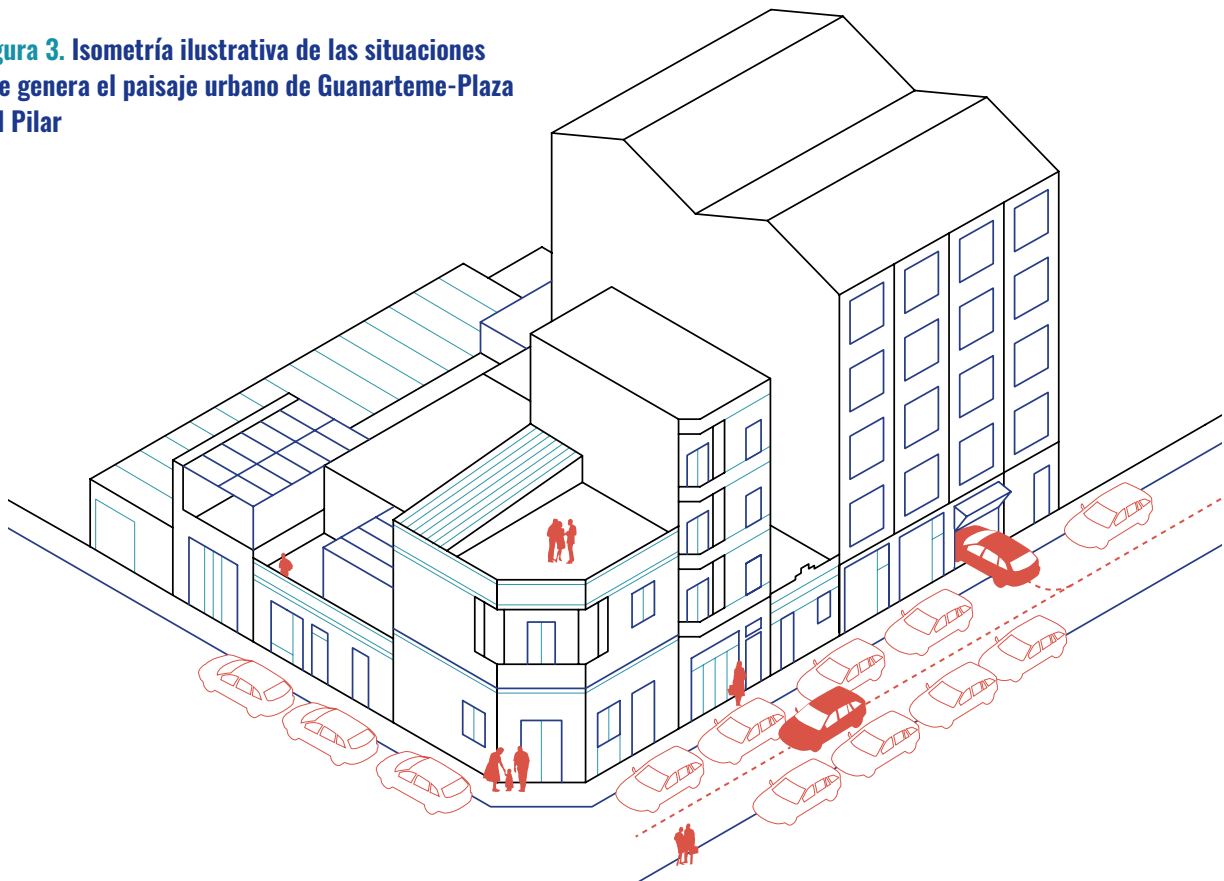 gura 3. Isometría ilustrativa de las situaciones
e genera el paisaje urbano de Guanarteme-Plaza
l Pilar